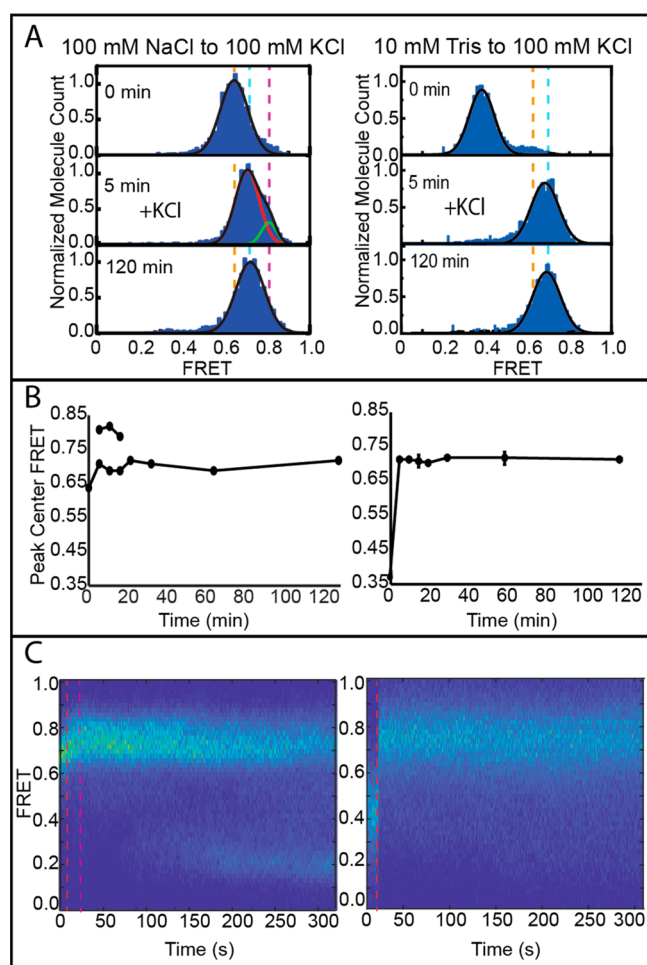 A
100 mM NaCl to 100 mM KCl
10 mM Tris to 100 mM KCl
Normalized Molecule Count
0 min
1.0
0.5
0.0
5 min
+KCl
1.0
0.5
0.0
120 min
1.0
0.5
0.0
0 0.2 0.4 0.6 0.8 1.0
FRET
Normalized Molecule Count
0 min
1.0
0.5
0.0
5 min
+KCl
1.0
0.5
0.0
120 min
1.0
0.5
0.0
0 0.2 0.4 0.6 0.8 1.0
FRET
B
Peak Center FRET
0.85
0.75
0.65
0.55
0.45
0.35
0 20 40 60 80 100 120
Time (min)
0.85
0.75
0.65
0.55
0.45
0.35
0 20 40 60 80 100 120
Time (min)
C
FRET
1.0
0.8
0.6
0.4
0.2
0.0
0 50 100 150 200 250 300
Time (s)
1.0
0.8
0.6
0.4
0.2
0.0
0 50 100 150 200 250 300
Time (s)